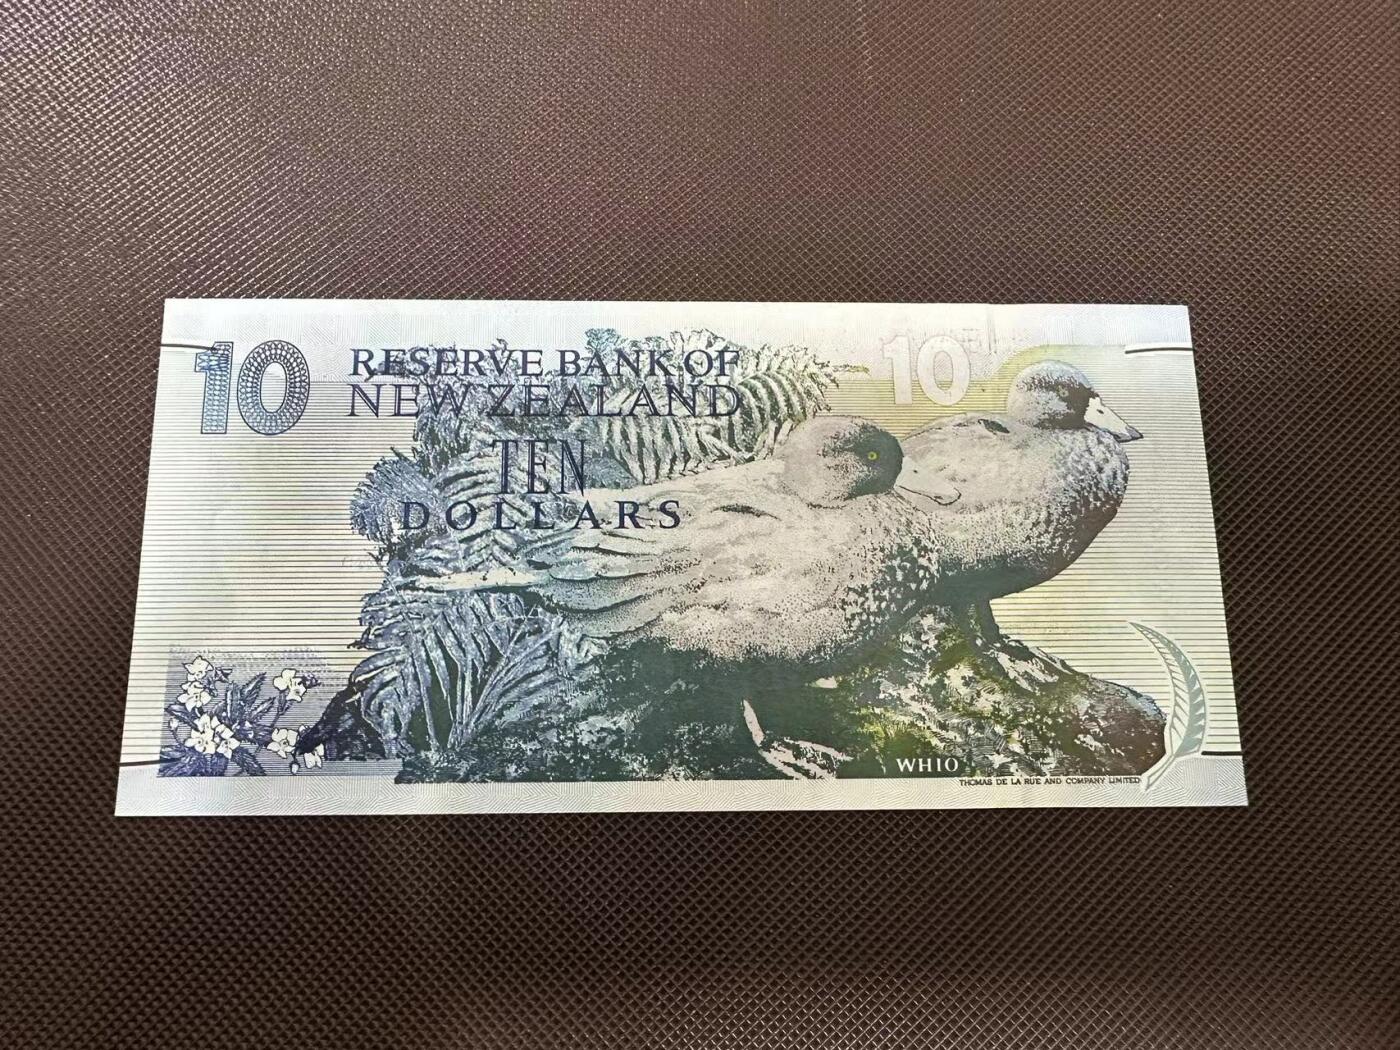 10
RESERVE BANK OF
NEW ZEALAND
TEN
DOLLARS
10
WHIO
THOMAS DE LA RUE AND COMPANY LIMITED